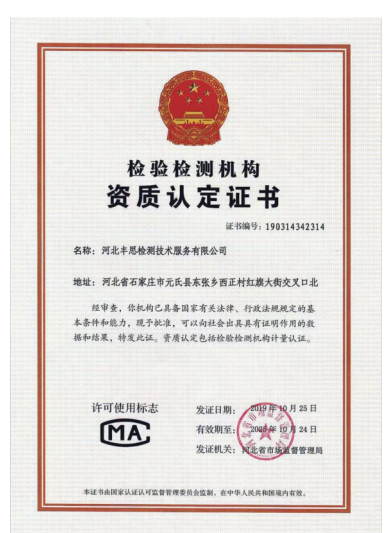 检验检测机构
资质认定证书
证书编号：190314342314
名称：河北丰思检测技术服务有限公司
地址：河北省石家庄市元氏县东张乡西正村红旗大街交叉口北
经审查，你机构已具备国家有关法律、行政法规规定的基
本条件和能力，现予批准，可以向社会出具具有证明作用的数
据和结果，特发此证。资质认定包括检验检测机构计量认证。
许可使用标志
MA
发证日期：2019年10月25日
有效期至：2025年10月24日
发证机关：河北省市场监督管理局
本证书由国家认证认可监督管理委员会监制，在中华人民共和国境内有效。